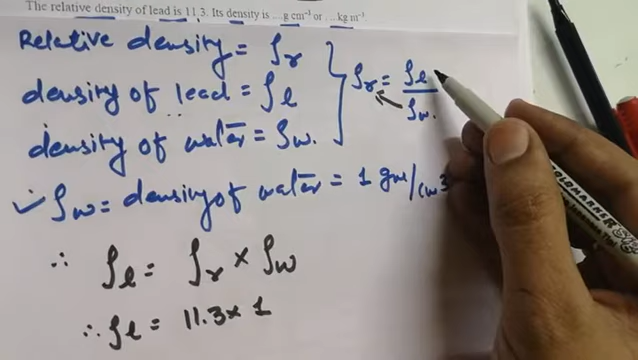 The relative density of lead is 11.3. Its density is ...g cm⁻³ or ...kg m⁻³
Relative density = ρr
density of lead = ρl
density of water = ρw.
ρr = ρl / ρw.
ρw = density of water = 1 gm/cm³
∴ ρl = ρr × ρw
∴ ρl = 11.3 × 1